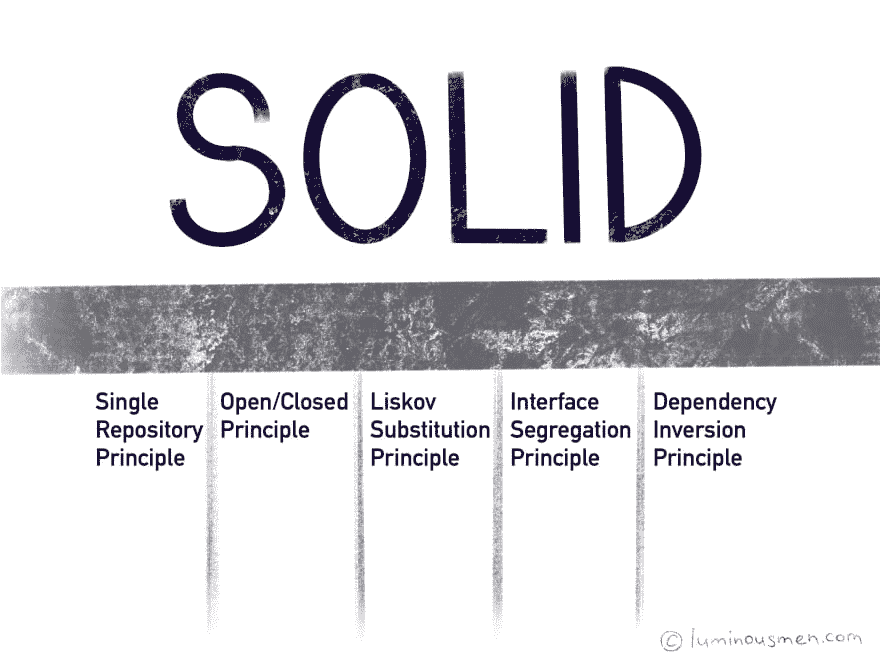 SOLID
Single
Repository
Principle
Open/Closed
Principle
Liskov
Substitution
Principle
Interface
Segregation
Principle
Dependency
Inversion
Principle
© luminousmen.com